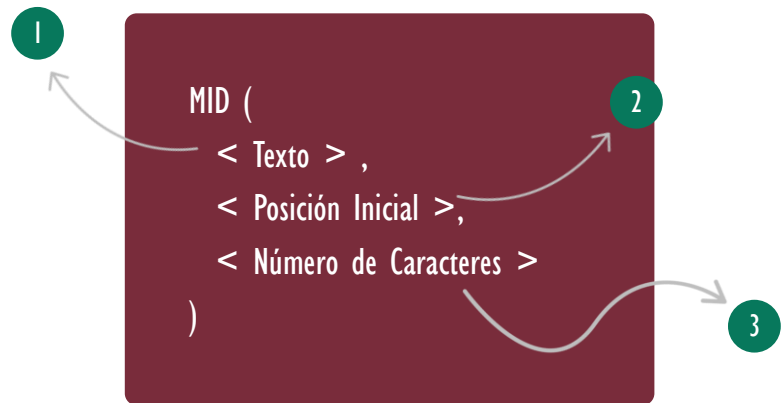 1
MID (
2
< Texto > ,
< Posición Inicial >,
< Número de Caracteres >
)
3